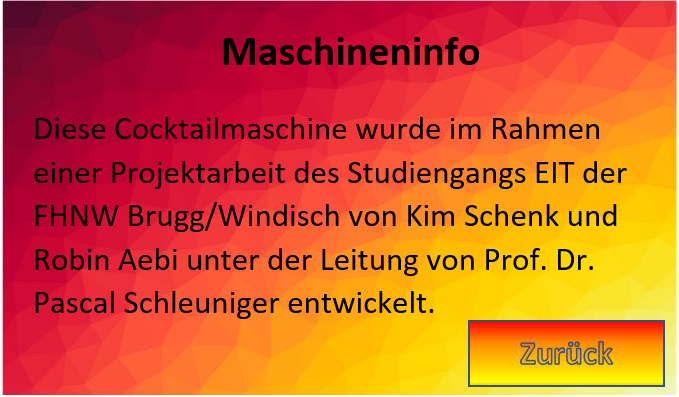 Maschineninfo
Diese Cocktailmaschine wurde im Rahmen
einer Projektarbeit des Studiengangs EIT der
FHNW Brugg/Windisch von Kim Schenk und
Robin Aebi unter der Leitung von Prof. Dr.
Pascal Schleuniger entwickelt.
Zurück